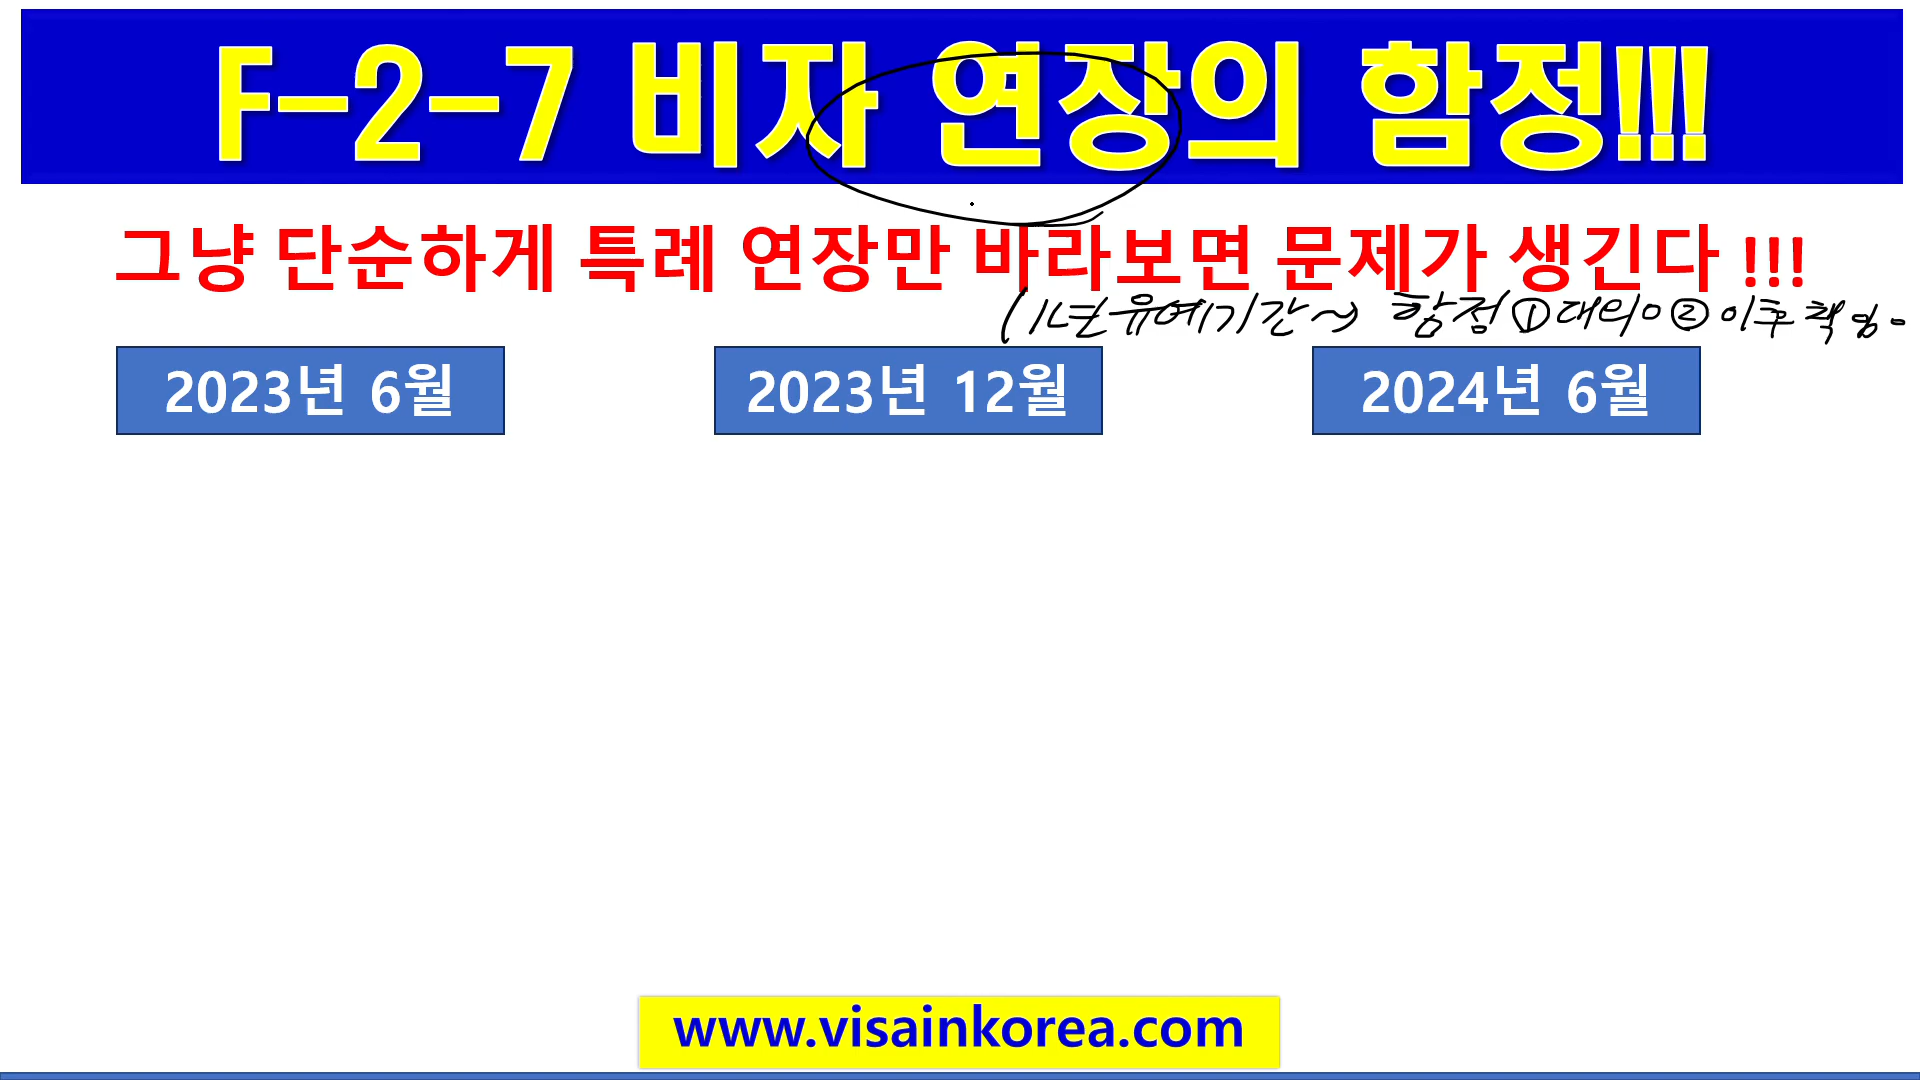 F-2-7 비자 연장의 함정!!!
그냥 단순하게 특례 연장만 바라보면 문제가 생긴다 !!!
(1년 유예기간~) 함정 ① 대리 ② 이후 책임
2023년 6월
2023년 12월
2024년 6월
www.visainkorea.com